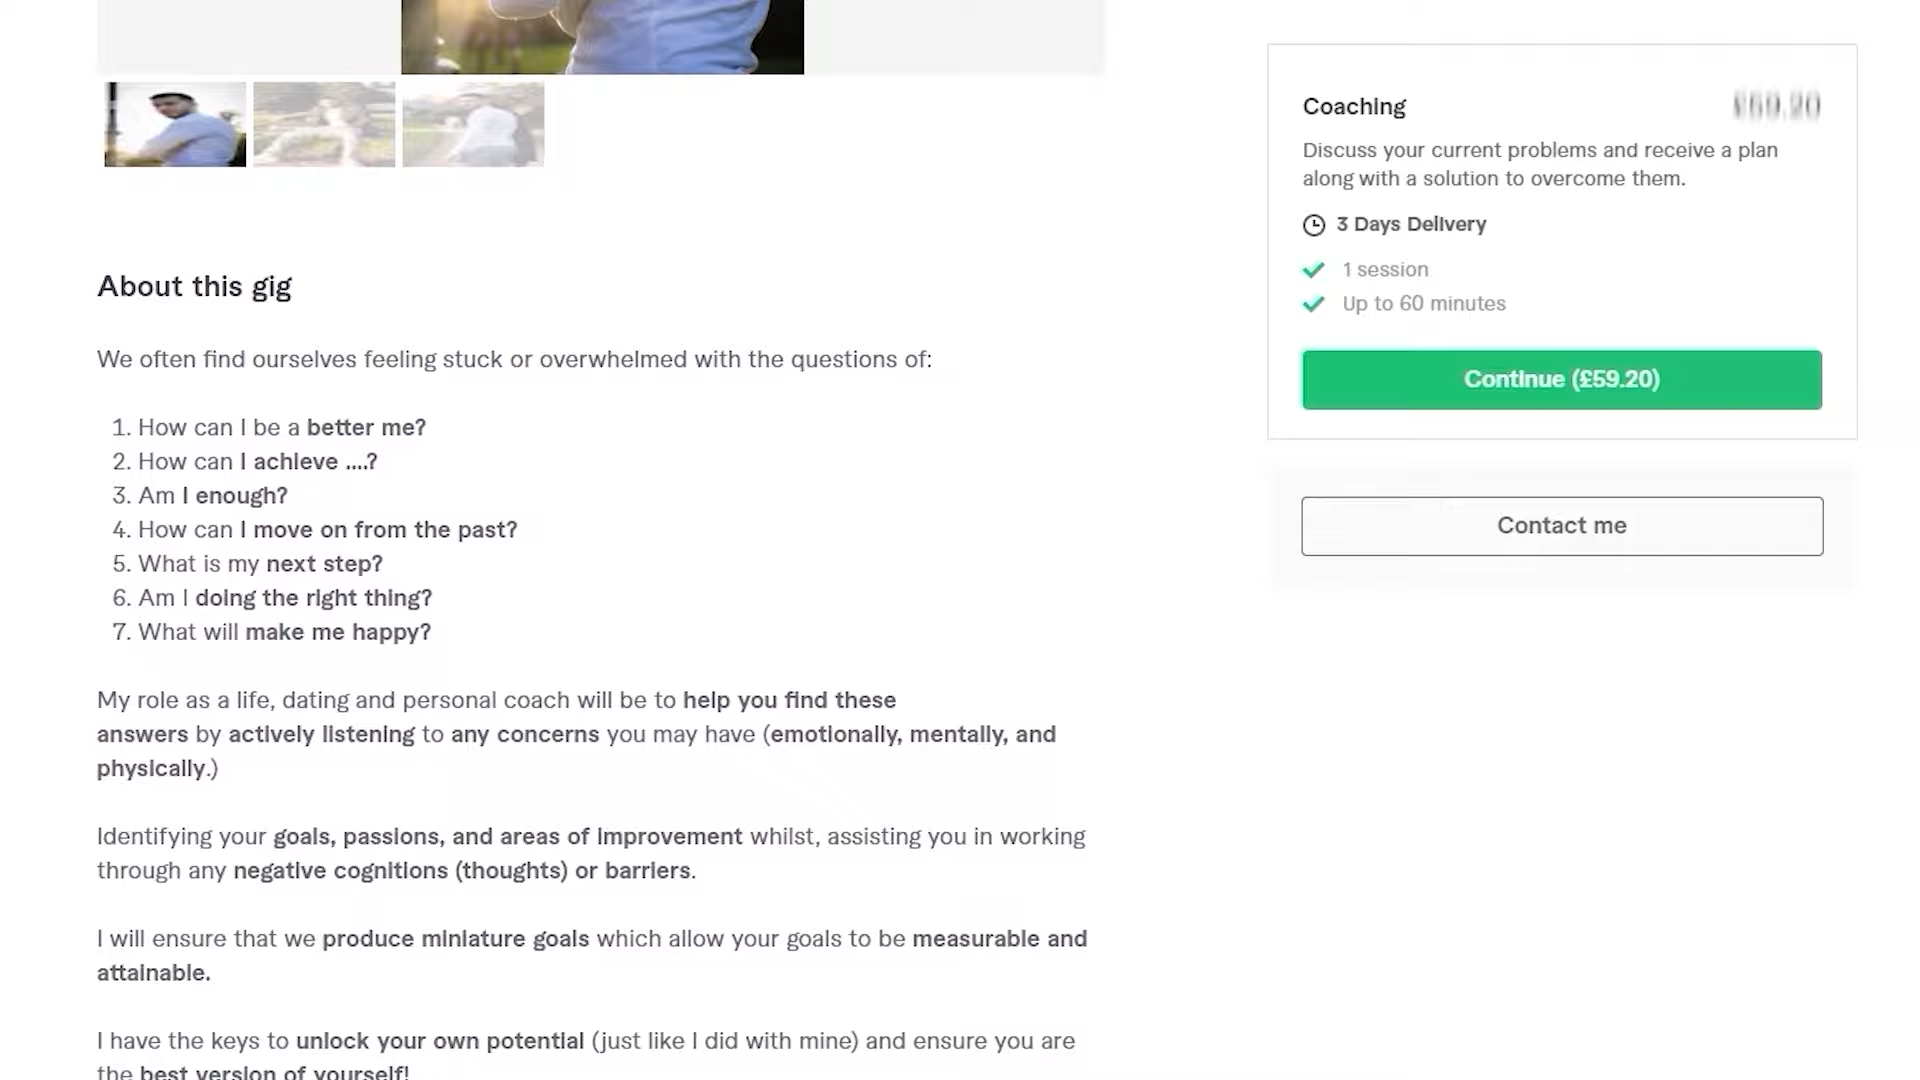 Coaching
Discuss your current problems and receive a plan
along with a solution to overcome them.
3 Days Delivery
1 session
Up to 60 minutes
Continue (£59.20)
Contact me
About this gig
We often find ourselves feeling stuck or overwhelmed with the questions of:
1. How can I be a better me?
2. How can I achieve ....?
3. Am I enough?
4. How can I move on from the past?
5. What is my next step?
6. Am I doing the right thing?
7. What will make me happy?
My role as a life, dating and personal coach will be to help you find these
answers by actively listening to any concerns you may have (emotionally, mentally, and
physically.)
Identifying your goals, passions, and areas of improvement whilst, assisting you in working
through any negative cognitions (thoughts) or barriers.
I will ensure that we produce miniature goals which allow your goals to be measurable and
attainable.
I have the keys to unlock your own potential (just like I did with mine) and ensure you are
the best version of yourself!